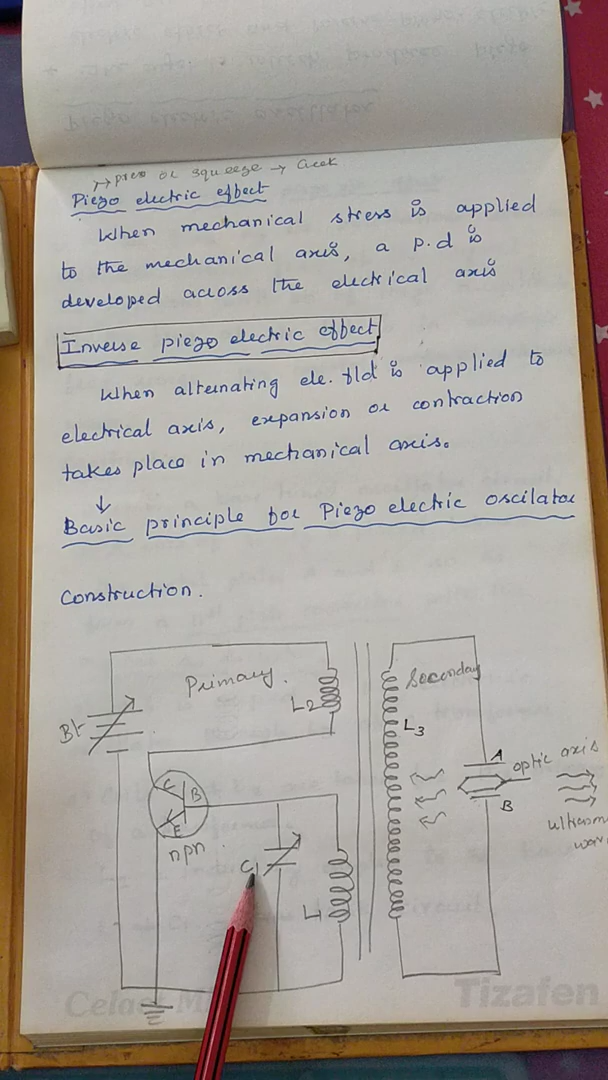 → press or squeeze → Greek
Piezo electric effect
When mechanical stress is applied
to the mechanical axis, a p.d is
developed across the electrical axis
Inverse piezo electric effect
When alternating ele. fld is applied to
electrical axis, expansion or contraction
takes place in mechanical axis.
↓
Basic principle for Piezo electric oscilator
Construction.
Primary.
Secondary
L2
L3
Bt
A
optic axis
B
C
B
E
npn
C1
L1
Tizafen